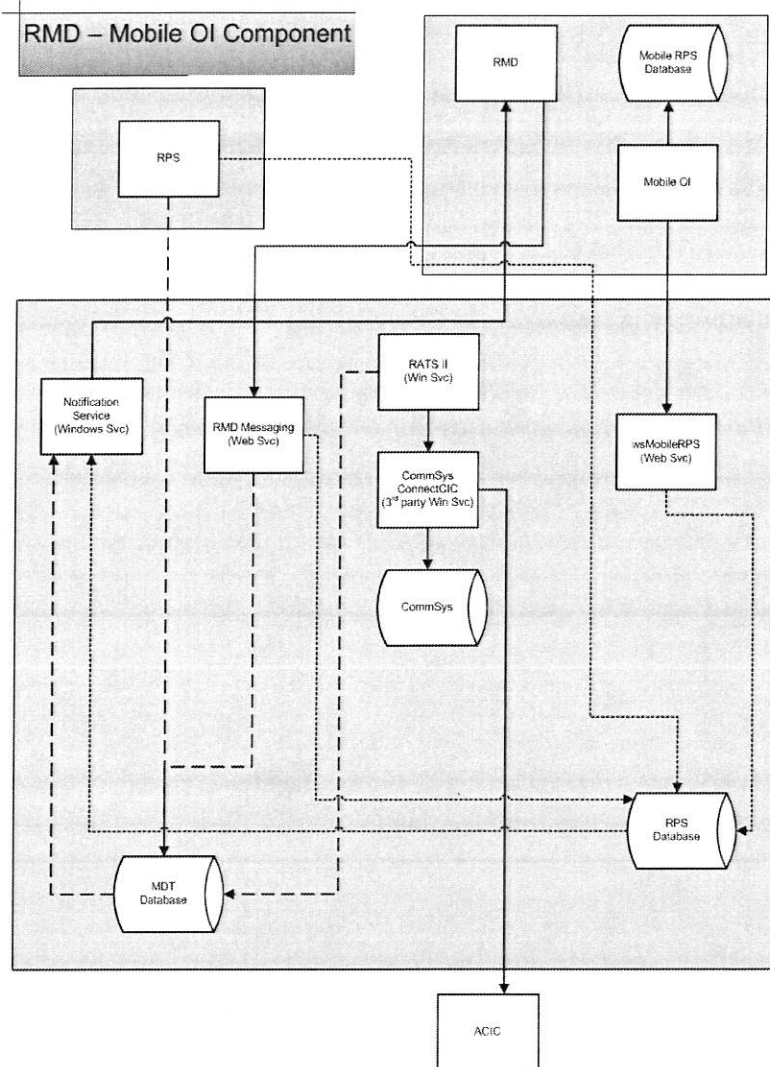 RMD – Mobile OI Component
RMD
Mobile RPS
Database
RPS
Mobile OI
RATS II
(Win Svc)
Notification
Service
(Windows Svc)
RMD Messaging
(Web Svc)
wsMobileRPS
(Web Svc)
CommSys
ConnectCIC
(3rd party Win Svc)
CommSys
RPS
Database
MDT
Database
ACIC